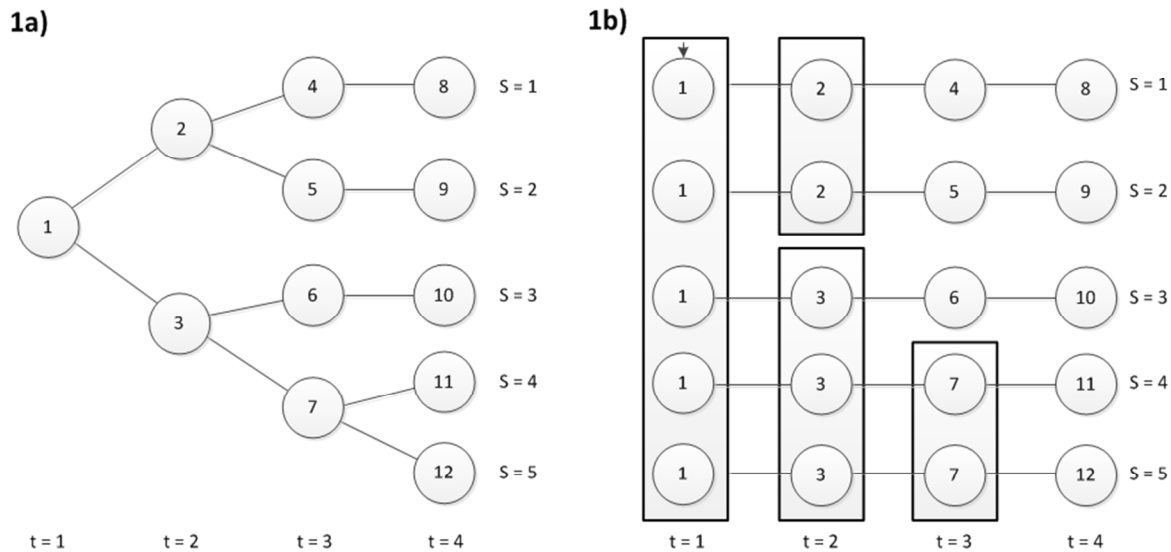 1a)
4
8
S = 1
2
5
9
S = 2
1
6
10
S = 3
3
11
S = 4
7
12
S = 5
t = 1
t = 2
t = 3
t = 4
1b)
1
2
4
8
S = 1
1
2
5
9
S = 2
1
3
6
10
S = 3
1
3
7
11
S = 4
1
3
7
12
S = 5
t = 1
t = 2
t = 3
t = 4